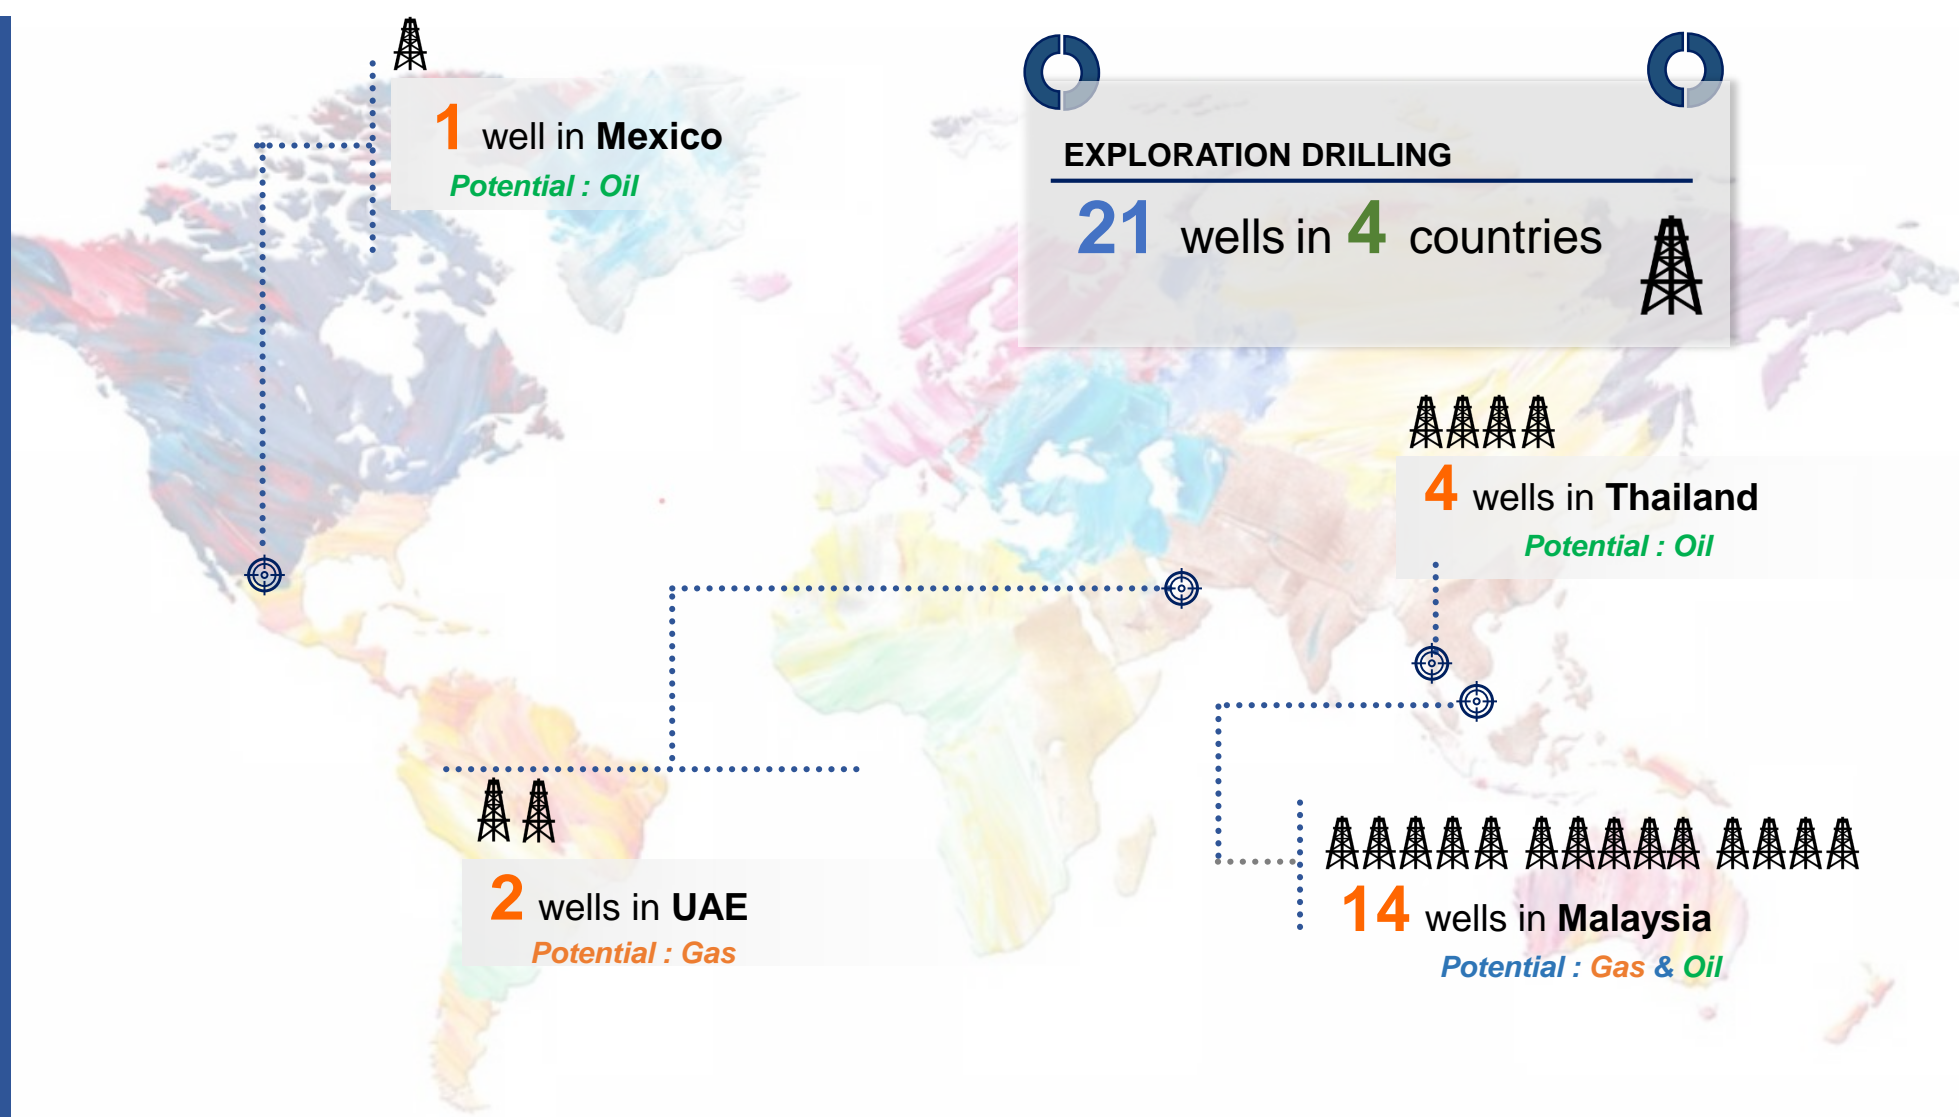 1 well in Mexico
Potential : Oil
EXPLORATION DRILLING
21 wells in 4 countries
4 wells in Thailand
Potential : Oil
2 wells in UAE
Potential : Gas
14 wells in Malaysia
Potential : Gas & Oil